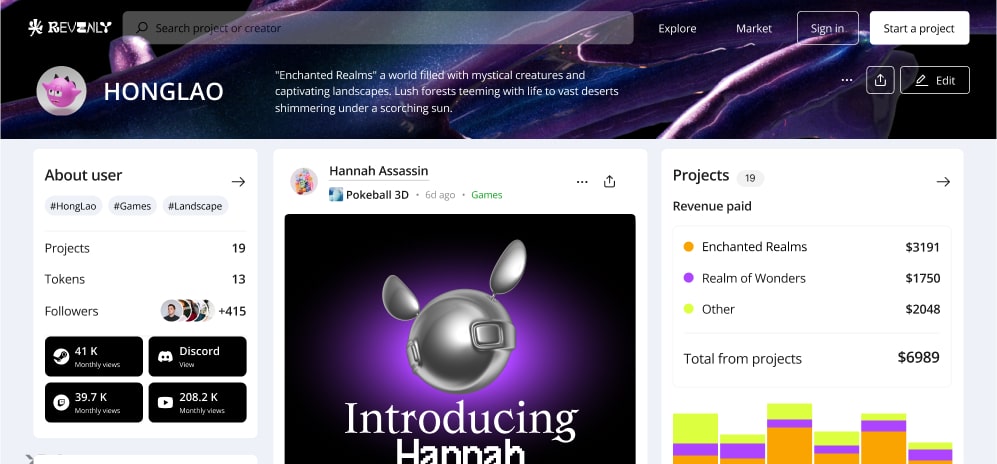 REVENLY
Search project or creator
Explore
Market
Sign in
Start a project
HONGLAO
"Enchanted Realms" a world filled with mystical creatures and
captivating landscapes. Lush forests teeming with life to vast deserts
shimmering under a scorching sun.
Edit
About user
#HongLao
#Games
#Landscape
Projects 19
Tokens 13
Followers +415
41 K
Monthly views
Discord
View
39.7 K
Monthly views
208.2 K
Monthly views
Hannah Assassin
Pokeball 3D • 6d ago • Games
Introducing
Hannah
Projects 19
Revenue paid
Enchanted Realms $3191
Realm of Wonders $1750
Other $2048
Total from projects $6989